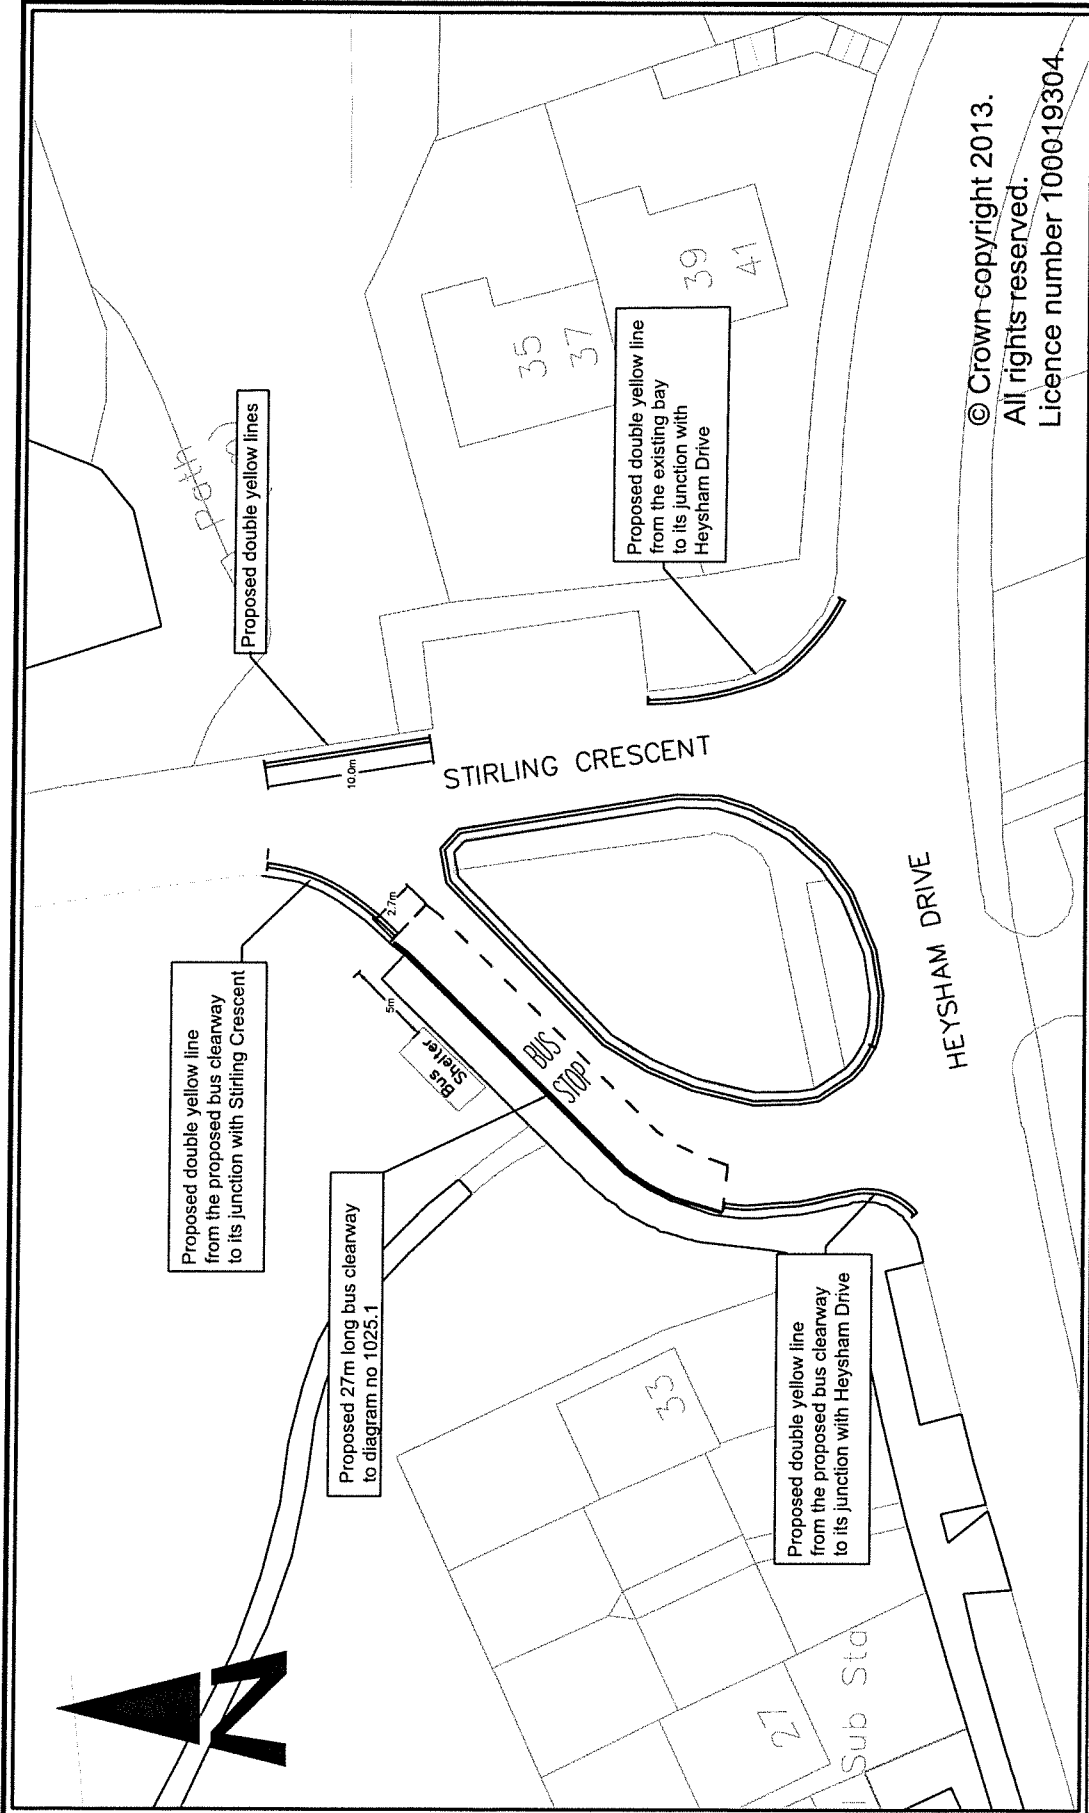 Path
Proposed double yellow lines
Proposed double yellow line
from the proposed bus clearway
to its junction with Stirling Crescent
10.0m
2.7m
5m
Bus
Shelter
Proposed 27m long bus clearway
to diagram no 1025.1
STIRLING CRESCENT
BUS
STOP
35
37
39
41
Proposed double yellow line
from the existing bay
to its junction with
Heysham Drive
33
Proposed double yellow line
from the proposed bus clearway
to its junction with Heysham Drive
27
Sub Sta
HEYSHAM DRIVE
© Crown copyright 2013.
All rights reserved.
Licence number 100019304.
N